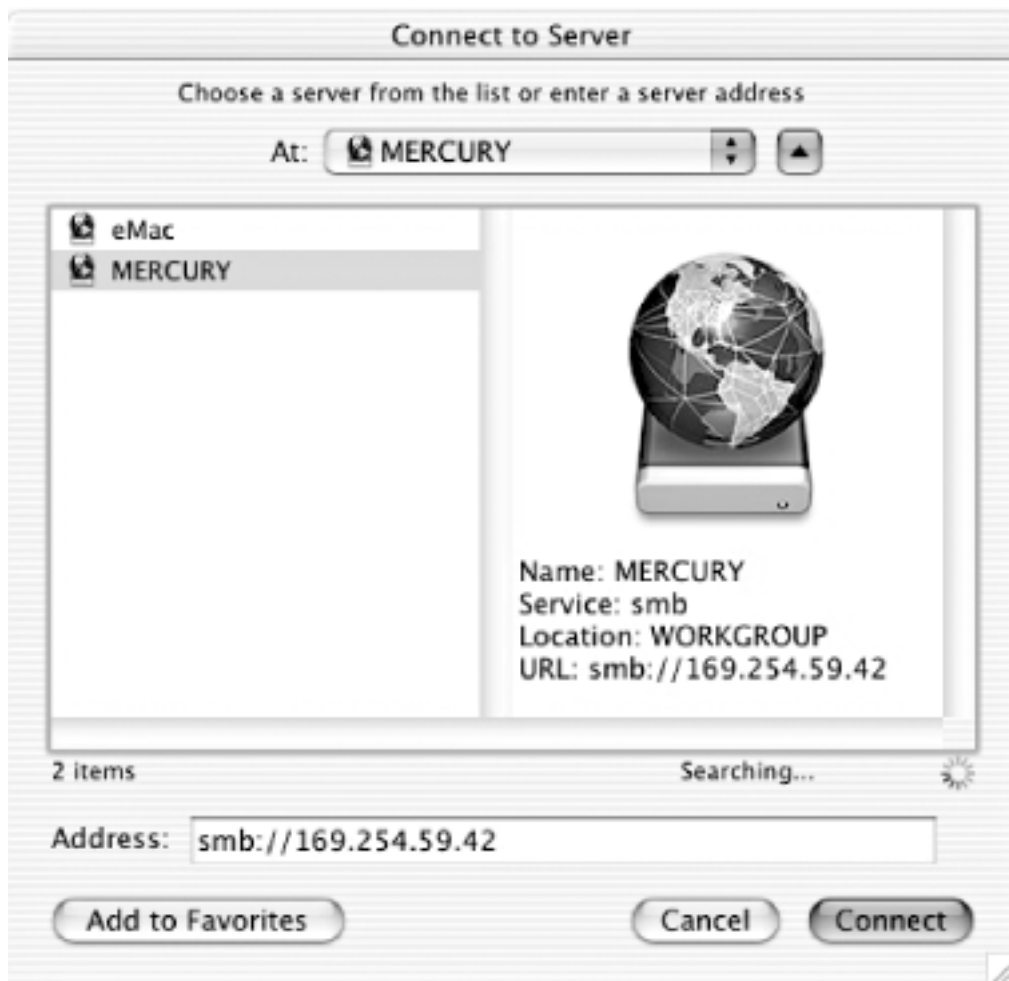 Connect to Server
Choose a server from the list or enter a server address
At: MERCURY
eMac
MERCURY
Name: MERCURY
Service: smb
Location: WORKGROUP
URL: smb://169.254.59.42
2 items Searching...
Address: smb://169.254.59.42
Add to Favorites Cancel Connect